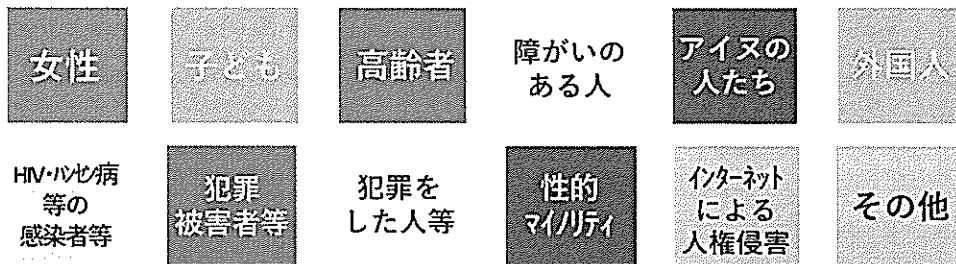 女性
子ども
高齢者
障がいの
ある人
アイヌの
人たち
外国人
HIV・ハンセン病
等の
感染者等
犯罪
被害者等
犯罪を
した人等
性的
マイノリティ
インターネット
による
人権侵害
その他